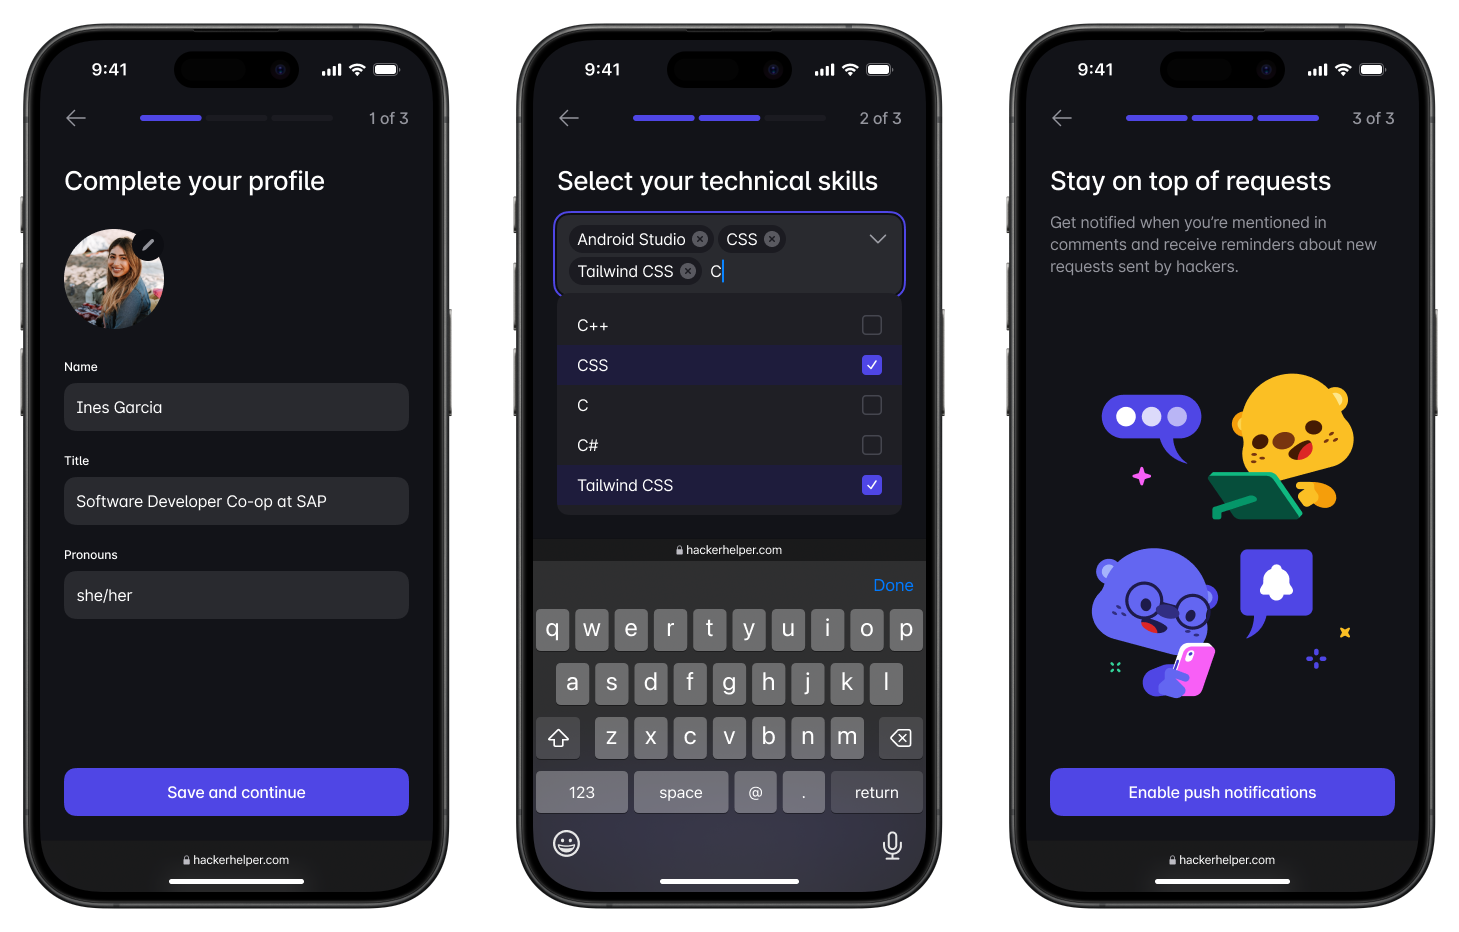 9:41
1 of 3
Complete your profile
Name
Ines Garcia
Title
Software Developer Co-op at SAP
Pronouns
she/her
Save and continue
hackerhelper.com
9:41
2 of 3
Select your technical skills
Android Studio CSS
Tailwind CSS C
C++
CSS
C
C#
Tailwind CSS
hackerhelper.com
Done
q w e r t y u i o p
a s d f g h j k l
z x c v b n m
123 space @ . return
9:41
3 of 3
Stay on top of requests
Get notified when you’re mentioned in
comments and receive reminders about new
requests sent by hackers.
Enable push notifications
hackerhelper.com